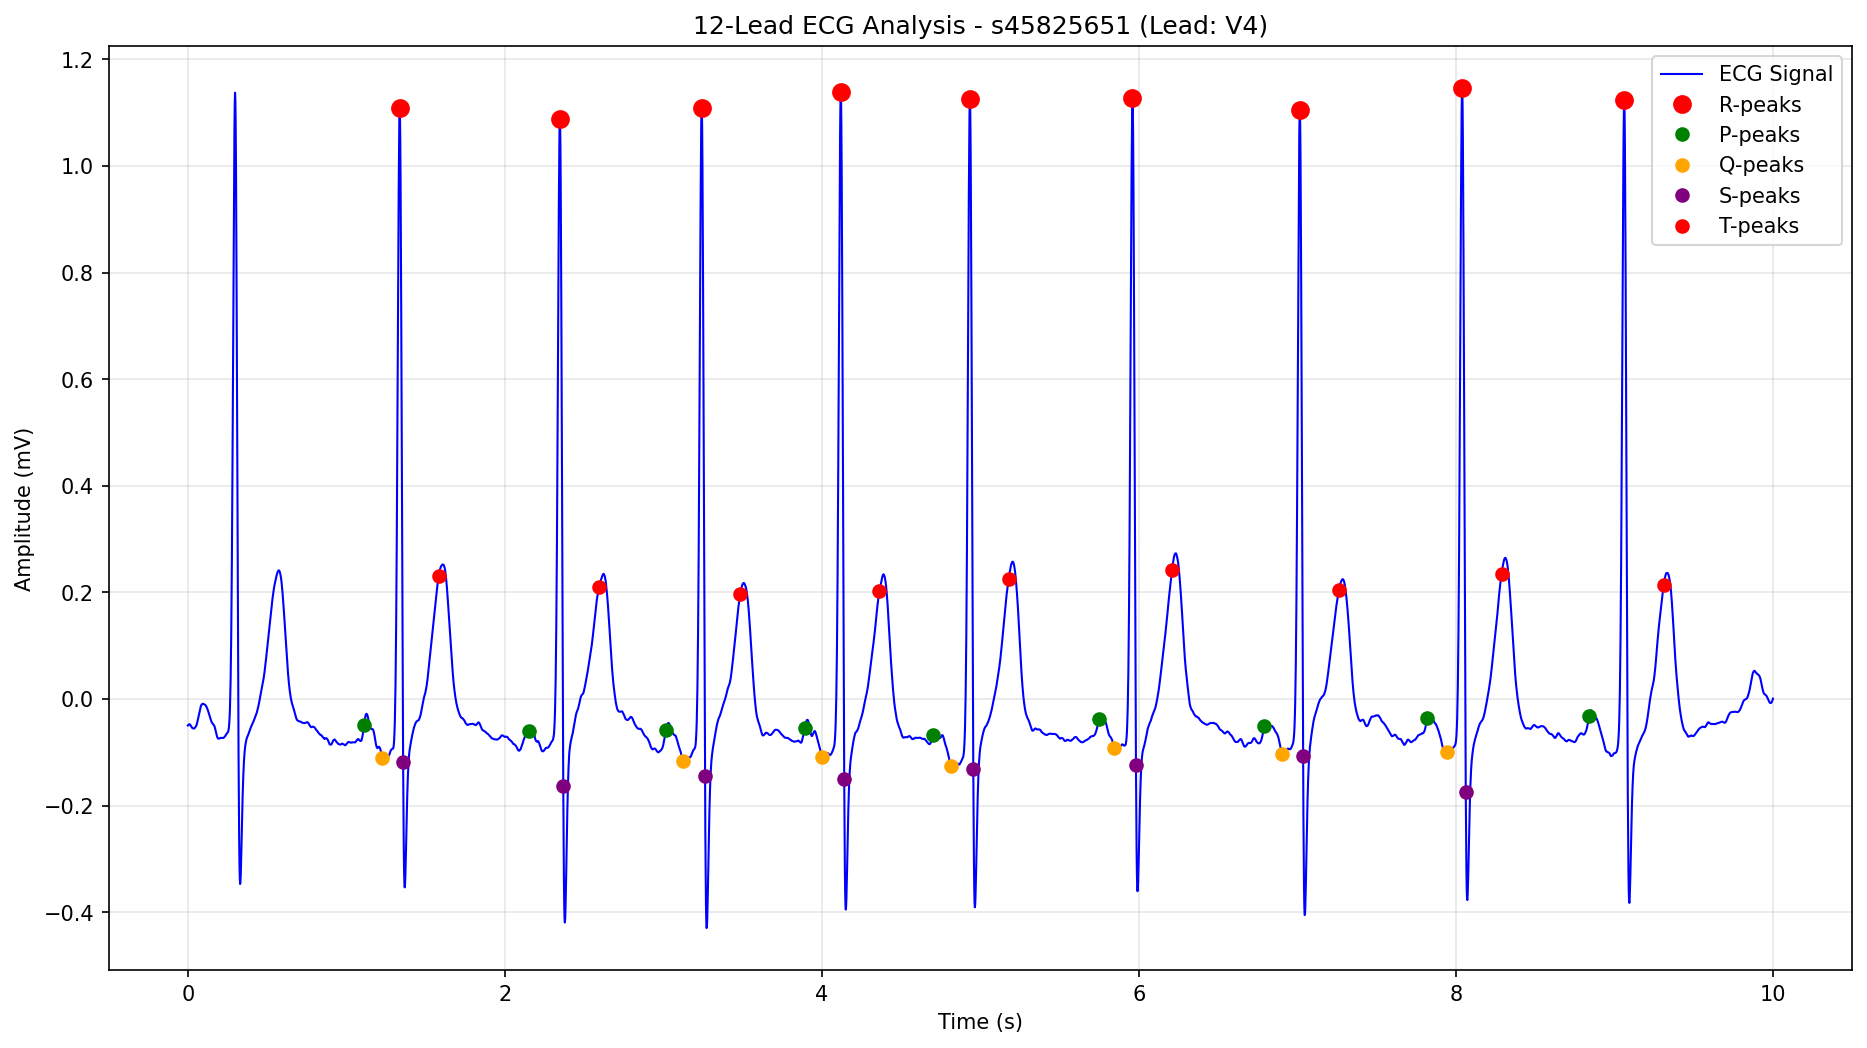 12-Lead ECG Analysis - s45825651 (Lead: V4)
ECG Signal
R-peaks
P-peaks
Q-peaks
S-peaks
T-peaks
Amplitude (mV)
1.2
1.0
0.8
0.6
0.4
0.2
0.0
−0.2
−0.4
0 2 4 6 8 10
Time (s)